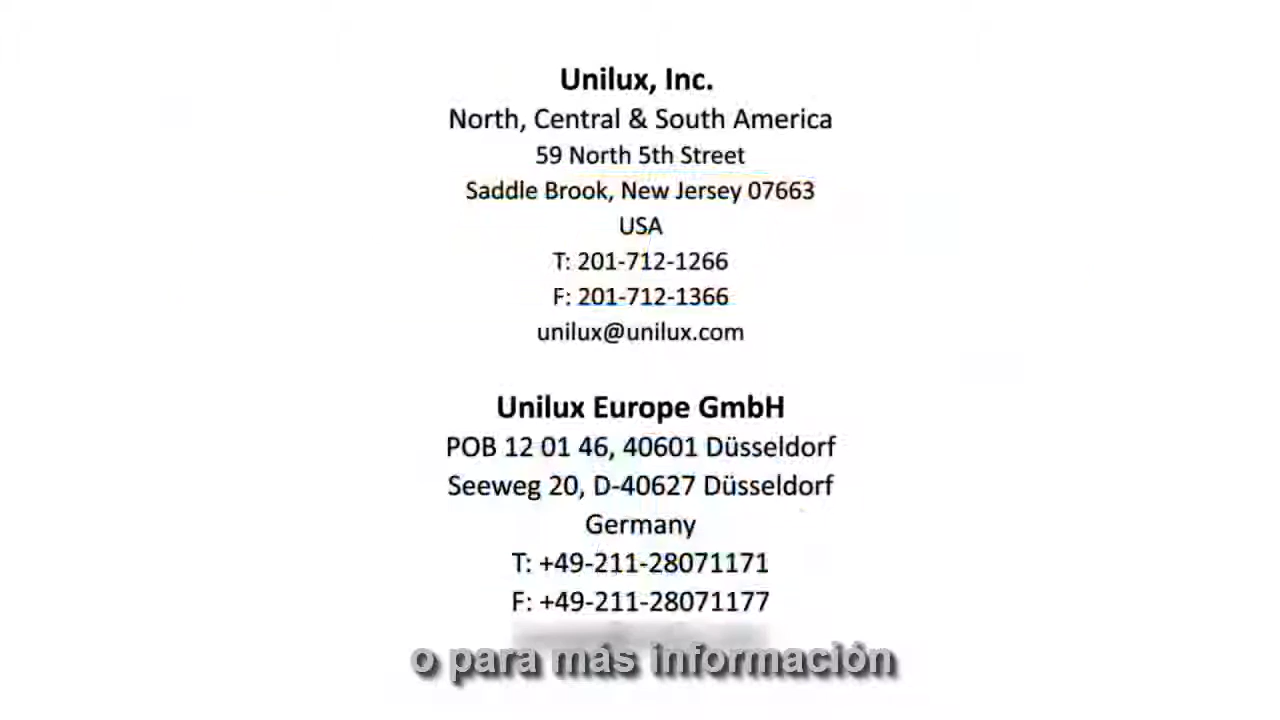 Unilux, Inc.
North, Central & South America
59 North 5th Street
Saddle Brook, New Jersey 07663
USA
T: 201-712-1266
F: 201-712-1366
unilux@unilux.com
Unilux Europe GmbH
POB 12 01 46, 40601 Düsseldorf
Seeweg 20, D-40627 Düsseldorf
Germany
T: +49-211-28071171
F: +49-211-28071177
o para más información